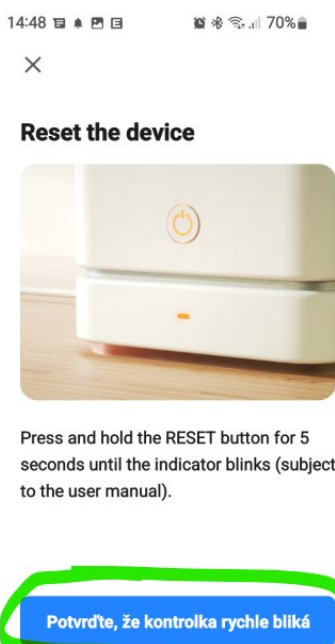 14:48 70%
Reset the device
Press and hold the RESET button for 5
seconds until the indicator blinks (subject
to the user manual).
Potvrďte, že kontrolka rychle bliká